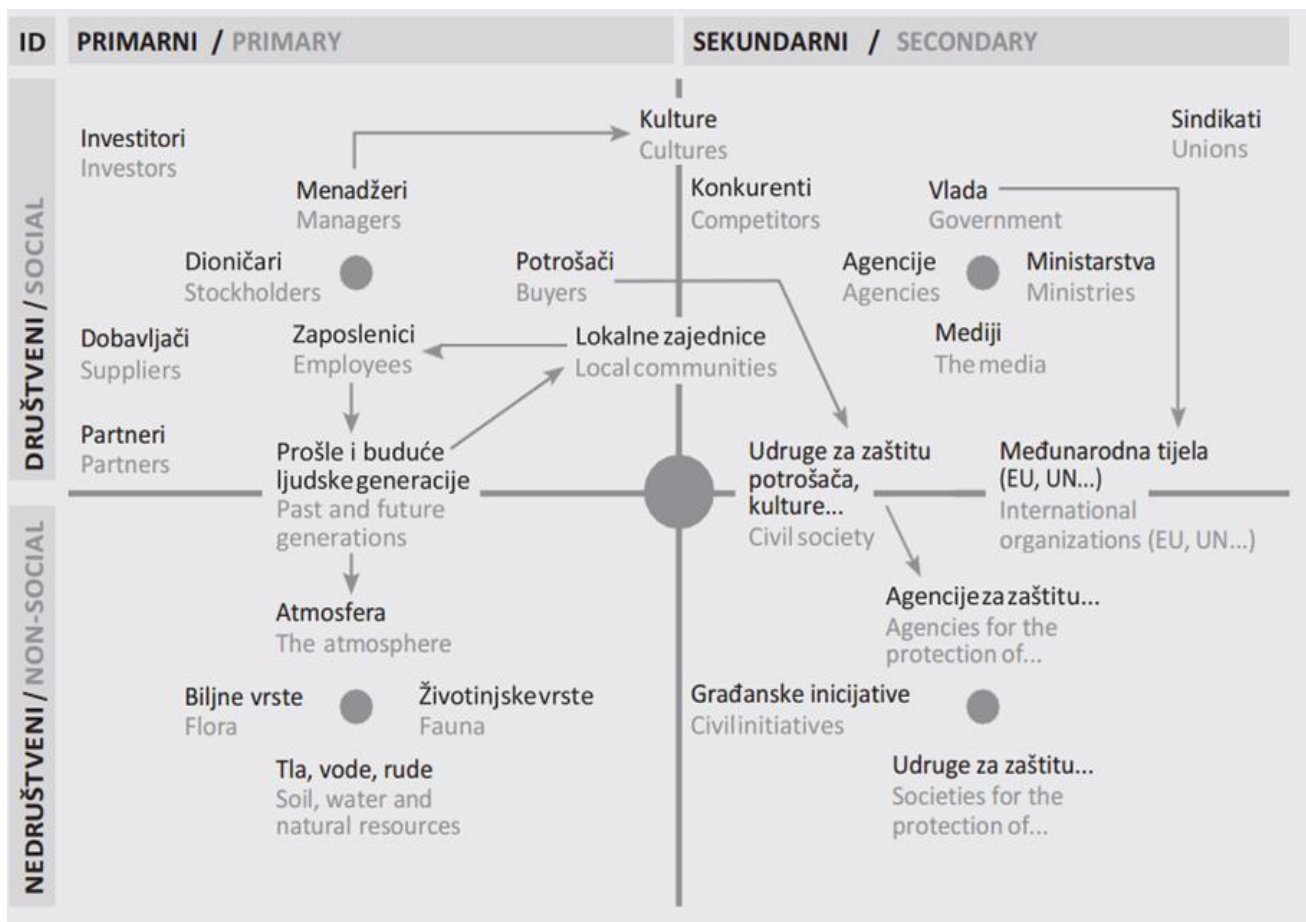 ID
PRIMARNI / PRIMARY
SEKUNDARNI / SECONDARY
DRUŠTVENI / SOCIAL
Investitori
Investors
Menadžeri
Managers
Kulture
Cultures
Dioničari
Stockholders
Potrošači
Buyers
Dobavljači
Suppliers
Zaposlenici
Employees
Lokalne zajednice
Local communities
Partneri
Partners
Prošle i buduće
ljudske generacije
Past and future
generations
Sindikati
Unions
Konkurenti
Competitors
Vlada
Government
Agencije
Agencies
Ministarstva
Ministries
Mediji
The media
Udruge za zaštitu
potrošača,
kulture...
Civil society
Međunarodna tijela
(EU, UN...)
International
organizations (EU, UN...)
NEDRUŠTVENI / NON-SOCIAL
Atmosfera
The atmosphere
Biljne vrste
Flora
Životinjske vrste
Fauna
Tla, vode, rude
Soil, water and
natural resources
Agencije za zaštitu...
Agencies for the
protection of...
Građanske inicijative
Civil initiatives
Udruge za zaštitu...
Societies for the
protection of...